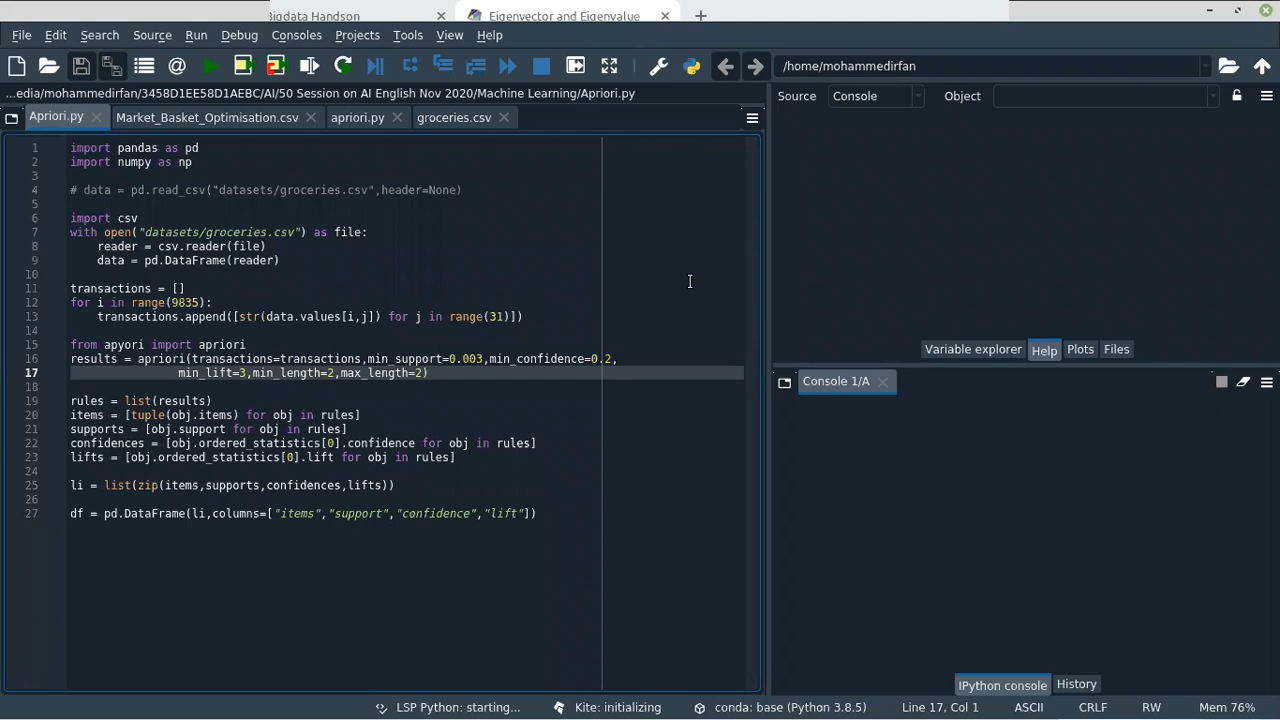 Bigdata Handson
Eigenvector and Eigenvalue
File Edit Search Source Run Debug Consoles Projects Tools View Help
/home/mohammedirfan
...edia/mohammedirfan/3458D1EE58D1AEBC/AI/50 Session on AI English Nov 2020/Machine Learning/Apriori.py
Source Console Object
Apriori.py Market_Basket_Optimisation.csv apriori.py groceries.csv
1 import pandas as pd
2 import numpy as np
3
4 # data = pd.read_csv("datasets/groceries.csv",header=None)
5
6 import csv
7 with open("datasets/groceries.csv") as file:
8 reader = csv.reader(file)
9 data = pd.DataFrame(reader)
10
11 transactions = []
12 for i in range(9835):
13 transactions.append([str(data.values[i,j]) for j in range(31)])
14
15 from apyori import apriori
16 results = apriori(transactions=transactions,min_support=0.003,min_confidence=0.2,
17 min_lift=3,min_length=2,max_length=2)
18
19 rules = list(results)
20 items = [tuple(obj.items) for obj in rules]
21 supports = [obj.support for obj in rules]
22 confidences = [obj.ordered_statistics[0].confidence for obj in rules]
23 lifts = [obj.ordered_statistics[0].lift for obj in rules]
24
25 li = list(zip(items,supports,confidences,lifts))
26
27 df = pd.DataFrame(li,columns=["items","support","confidence","lift"])
Variable explorer Help Plots Files
Console 1/A
IPython console History
LSP Python: starting... Kite: initializing conda: base (Python 3.8.5) Line 17, Col 1 ASCII CRLF RW Mem 76%